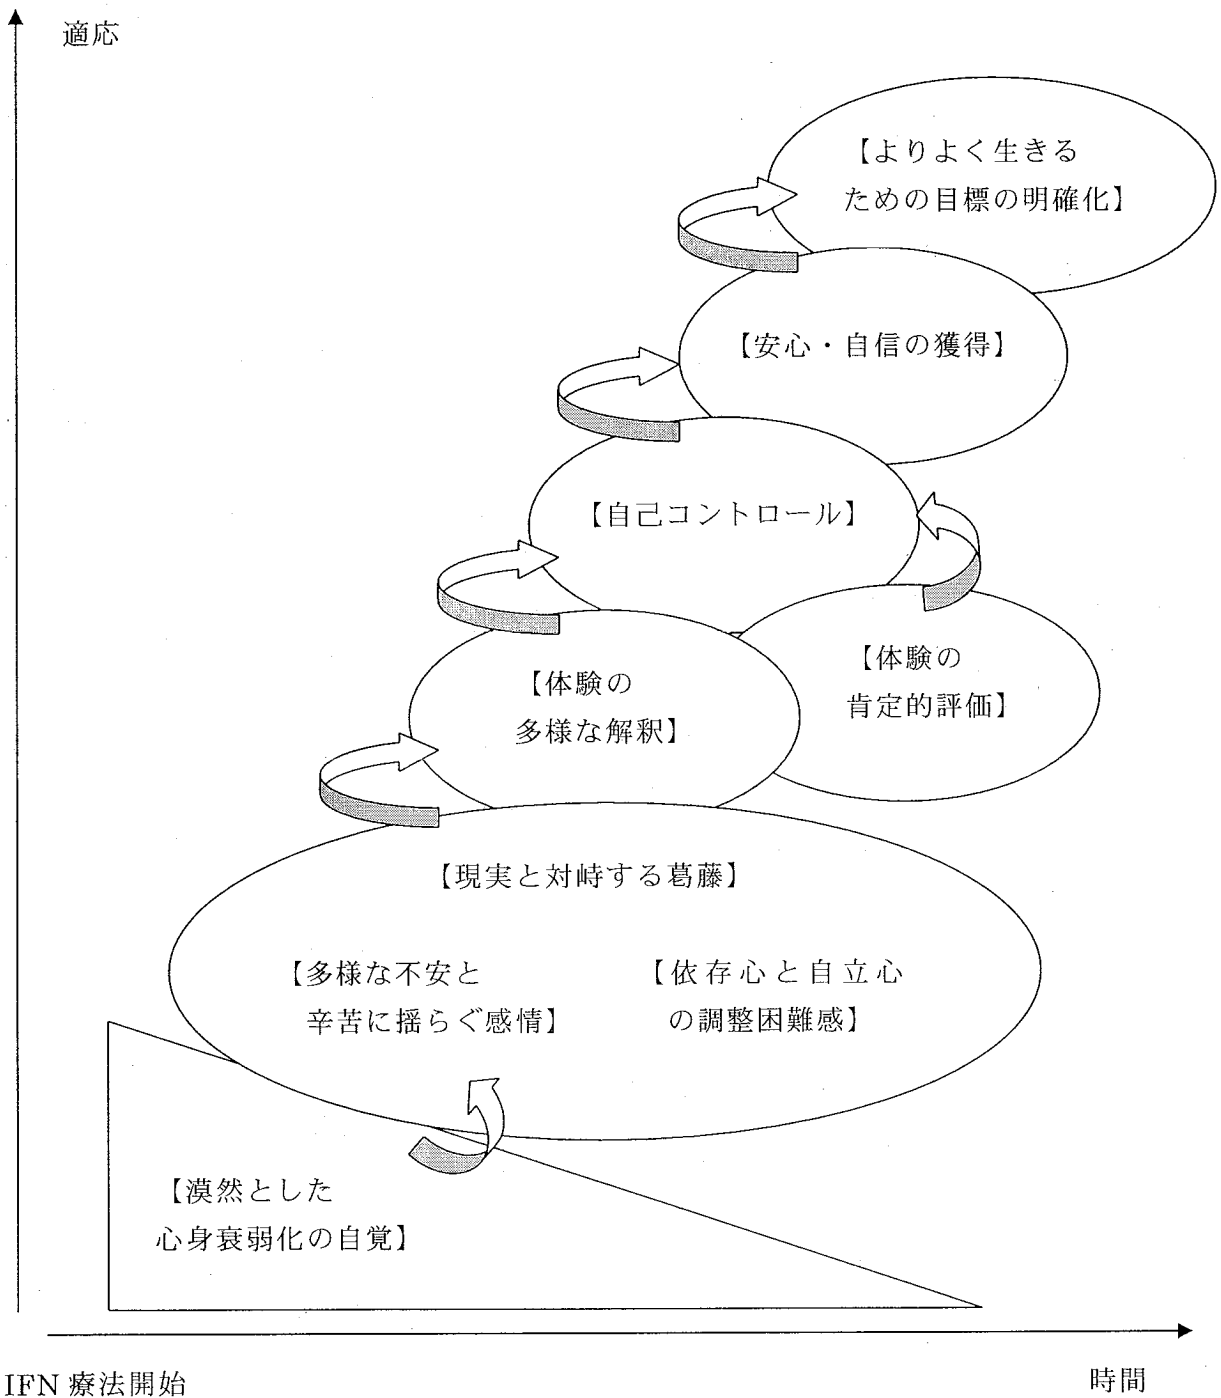 適応
【よりよく生きる
ための目標の明確化】
【安心・自信の獲得】
【自己コントロール】
【体験の
肯定的評価】
【体験の
多様な解釈】
【現実と対峙する葛藤】
【多様な不安と
辛苦に揺らぐ感情】
【依存心と自立心
の調整困難感】
【漠然とした
心身衰弱化の自覚】
IFN 療法開始
時間